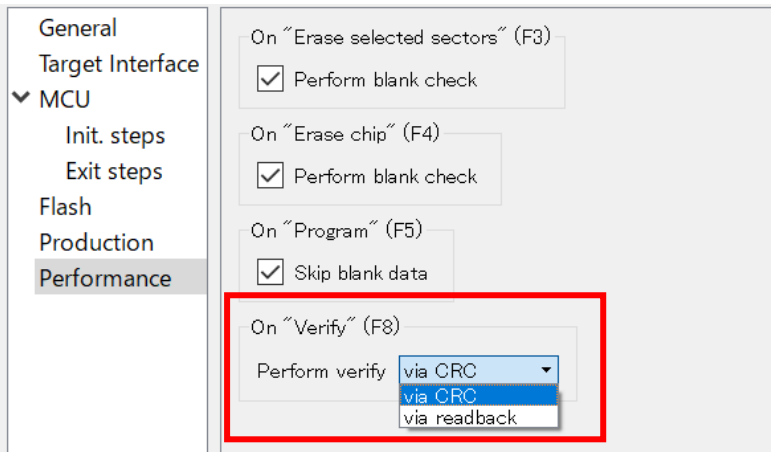 General
Target Interface
MCU
Init. steps
Exit steps
Flash
Production
Performance
On "Erase selected sectors" (F3)
Perform blank check
On "Erase chip" (F4)
Perform blank check
On "Program" (F5)
Skip blank data
On "Verify" (F8)
Perform verify via CRC
via CRC
via readback